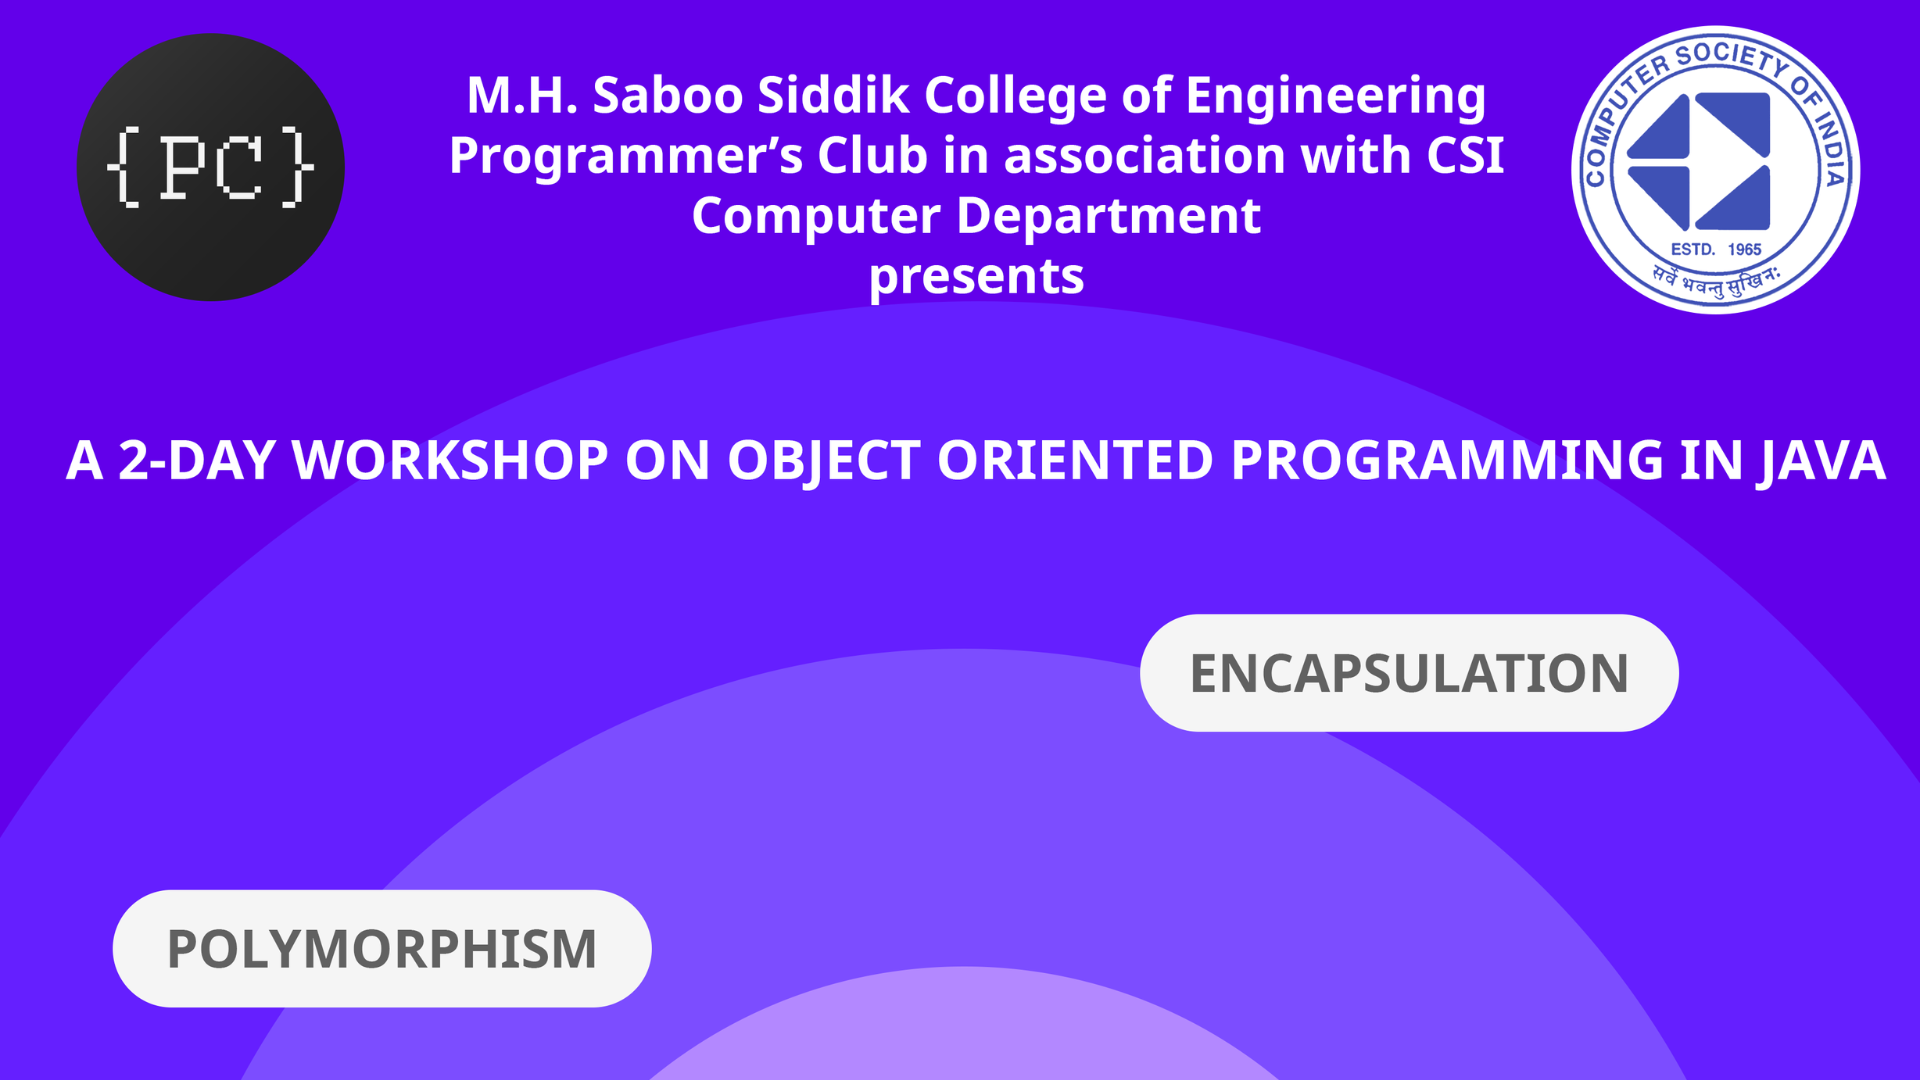 {PC}
M.H. Saboo Siddik College of Engineering
Programmer’s Club in association with CSI
Computer Department
presents
COMPUTER SOCIETY OF INDIA
ESTD. 1965
सर्वे भवन्तु सुखिनः
A 2-DAY WORKSHOP ON OBJECT ORIENTED PROGRAMMING IN JAVA
ENCAPSULATION
POLYMORPHISM